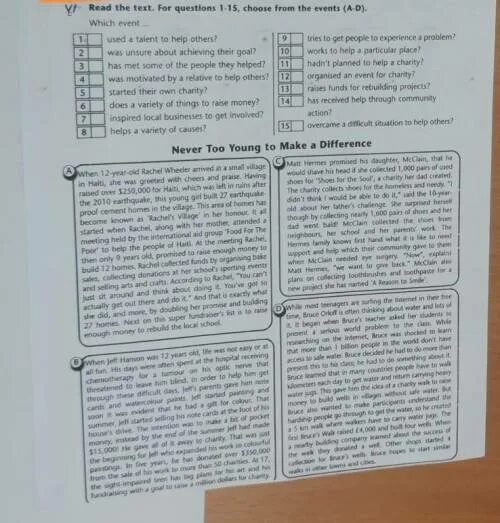 Read the text. For questions 1-15, choose from the events (A-D).
Which event ...
1 used a talent to help others?
2 was unsure about achieving their goal?
3 has met some of the people they helped?
4 was motivated by a relative to help others?
5 started their own charity?
6 does a variety of things to raise money?
7 inspired local businesses to get involved?
8 helps a variety of causes?
9 tries to get people to experience a problem?
10 works to help a particular place?
11 hadn't planned to help a charity?
12 organised an event for charity?
13 raises funds for rebuilding projects?
14 has received help through community
action?
15 overcame a difficult situation to help others?
Never Too Young to Make a Difference
A
When 12-year-old Rachel Wheeler arrived at a small village
in Haiti, she was greeted with cheers and praise. Having
raised over $250,000 for Haiti, which was left in ruins after
the 2010 earthquake, this young girl built 27 earthquake-
proof cement homes in the village. This area of homes has
become known as 'Rachel's Village' in her honour. It all
started when Rachel, along with her mother, attended a
meeting held by the international aid group 'Food For The
Poor' to help the people of Haiti. At the meeting Rachel,
then only 9 years old, promised to raise enough money to
build 12 homes. Rachel collected funds by organising bake
sales, collecting donations at her school's sporting events
and selling arts and crafts. According to Rachel, "You can't
just sit around and think about doing it. You've got to
actually get out there and do it." And that is exactly what
she did, and more, by doubling her promise and building
27 homes. Next on this super fundraiser's list is to raise
enough money to rebuild the local school.
B
When Jeff Hanson was 12 years old, life was not easy or at
all fun. His days were often spent at the hospital receiving
chemotherapy for a tumour on his optic nerve that
threatened to leave him blind. In order to help him get
through these difficult days, Jeff's parents gave him note
cards and watercolour paints. Jeff started painting and
soon it was evident that he had a gift for colour. That
summer, Jeff started selling his note cards at the foot of his
house's drive. The intention was to make a bit of pocket
money, instead by the end of the summer Jeff had made
$15,000! He gave all of it away to charity. That was just
the beginning for Jeff who expanded his work in colourful
paintings. In five years, he has donated over $350,000
from the sale of his work to more than 50 charities. At 17,
the sight-impaired teen has big plans for his art and his
fundraising with a goal to raise a million dollars for charity.
C
Matt Hermes promised his daughter, McClain, that he
would shave his head if she collected 1,000 pairs of used
shoes for 'Shoes for the Soul', a charity her dad created.
The charity collects shoes for the homeless and needy. "I
didn't think I would be able to do it," said the 10-year
old about her father's challenge. She surprised herself
though by collecting nearly 1,000 pairs of shoes and her
dad went bald! McClain collected the shoes from
neighbours, her school and her parents' work. The
Hermes family knows first hand what it is like to need
support and help which their community gave to them
when McClain needed eye surgery. "Now", explains
Matt Hermes, "we want to give back." McClain also
plans on collecting toothbrushes and toothpaste for a
new project she has named 'A Reason to Smile'.
D
While most teenagers are surfing the Internet in their free
time, Bruce Orloff is often thinking about water and lots of
it. It began when Bruce's teacher asked her students to
present a serious world problem to the class. While
researching on the Internet, Bruce was shocked to learn
that more than 1 billion people in the world don't have
access to safe water. Bruce decided he had to do more than
present this to his class; he had to do something about it.
Bruce learned that in many countries people have to walk
kilometres each day to get water and return carrying heavy
water jugs. This gave him the idea of a charity walk to raise
money to build wells in villages without safe water. But
Bruce also wanted to make participants understand the
hardship people go through to get the water, so he created
a 5 km walk where walkers have to carry water jugs. The
first Bruce's Walk raised £4,000 and built four wells. When
a nearby building company learned about the success of
the walk they donated a well. Other shops started a
collection for Bruce's wells. Bruce hopes to start similar
walks in other towns and cities.